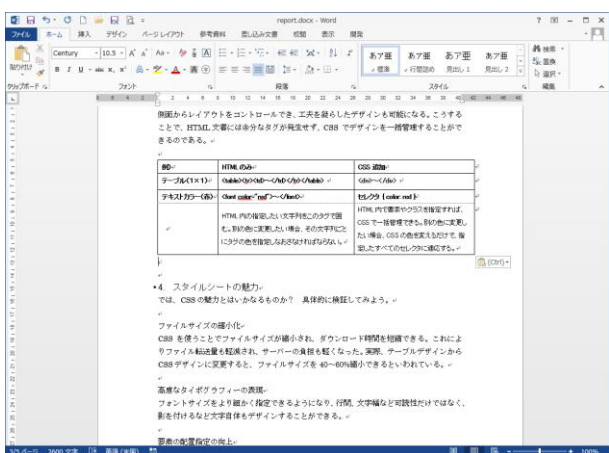 report.docx - Word
ファイル ホーム 挿入 デザイン ページ レイアウト 参考資料 差し込み文書 校閲 表示 開発
Century 10.5
あア亜 あア亜 あア亜 あア亜
標準 行間詰め 見出し 1 見出し 2
検索
置換
選択
貼り付け
クリップボード フォント 段落 スタイル 編集
側面からレイアウトをコントロールでき、工夫を凝らしたデザインも可能になる。こうする
ことで、HTML 文書には余分なタグが発生せず、CSS でデザインを一括管理することがで
きるのである。
例 HTML のみ CSS 追加
テーブル(1×1) <table><tr><td>～</td></tr></table> <div>～</div>
テキストカラー(赤) <font color="red">～</font> セレクタ { color: red }
HTML 内の指定したい文字列をこのタグで囲
む。別の色に変更したい場合、その文字列ごと
にタグの色を指定しなおさなければならない。
HTML 内で要素やクラスを指定すれば、
CSS で一括管理できる。別の色に変更し
たい場合、CSS の色を変えるだけで、指
定したすべてのセレクタに適応する。
(Ctrl)
4. スタイルシートの魅力
では、CSS の魅力とはいかなるものか？ 具体的に検証してみよう。
ファイルサイズの縮小化
CSS を使うことでファイルサイズが縮小され、ダウンロード時間を短縮できる。これによ
りファイル転送量も軽減され、サーバーの負担も軽くなった。実際、テーブルデザインから
CSS デザインに変更すると、ファイルサイズを 40～60%縮小できるといわれている。
高度なタイポグラフィーの表現
フォントサイズをより細かく指定できるようになり、行間、文字幅など可読性だけではなく、
影を付けるなど文字自体もデザインすることができる。
要素の配置指定の向上
3/5 ページ 2600 文字 英語 (米国) 100%